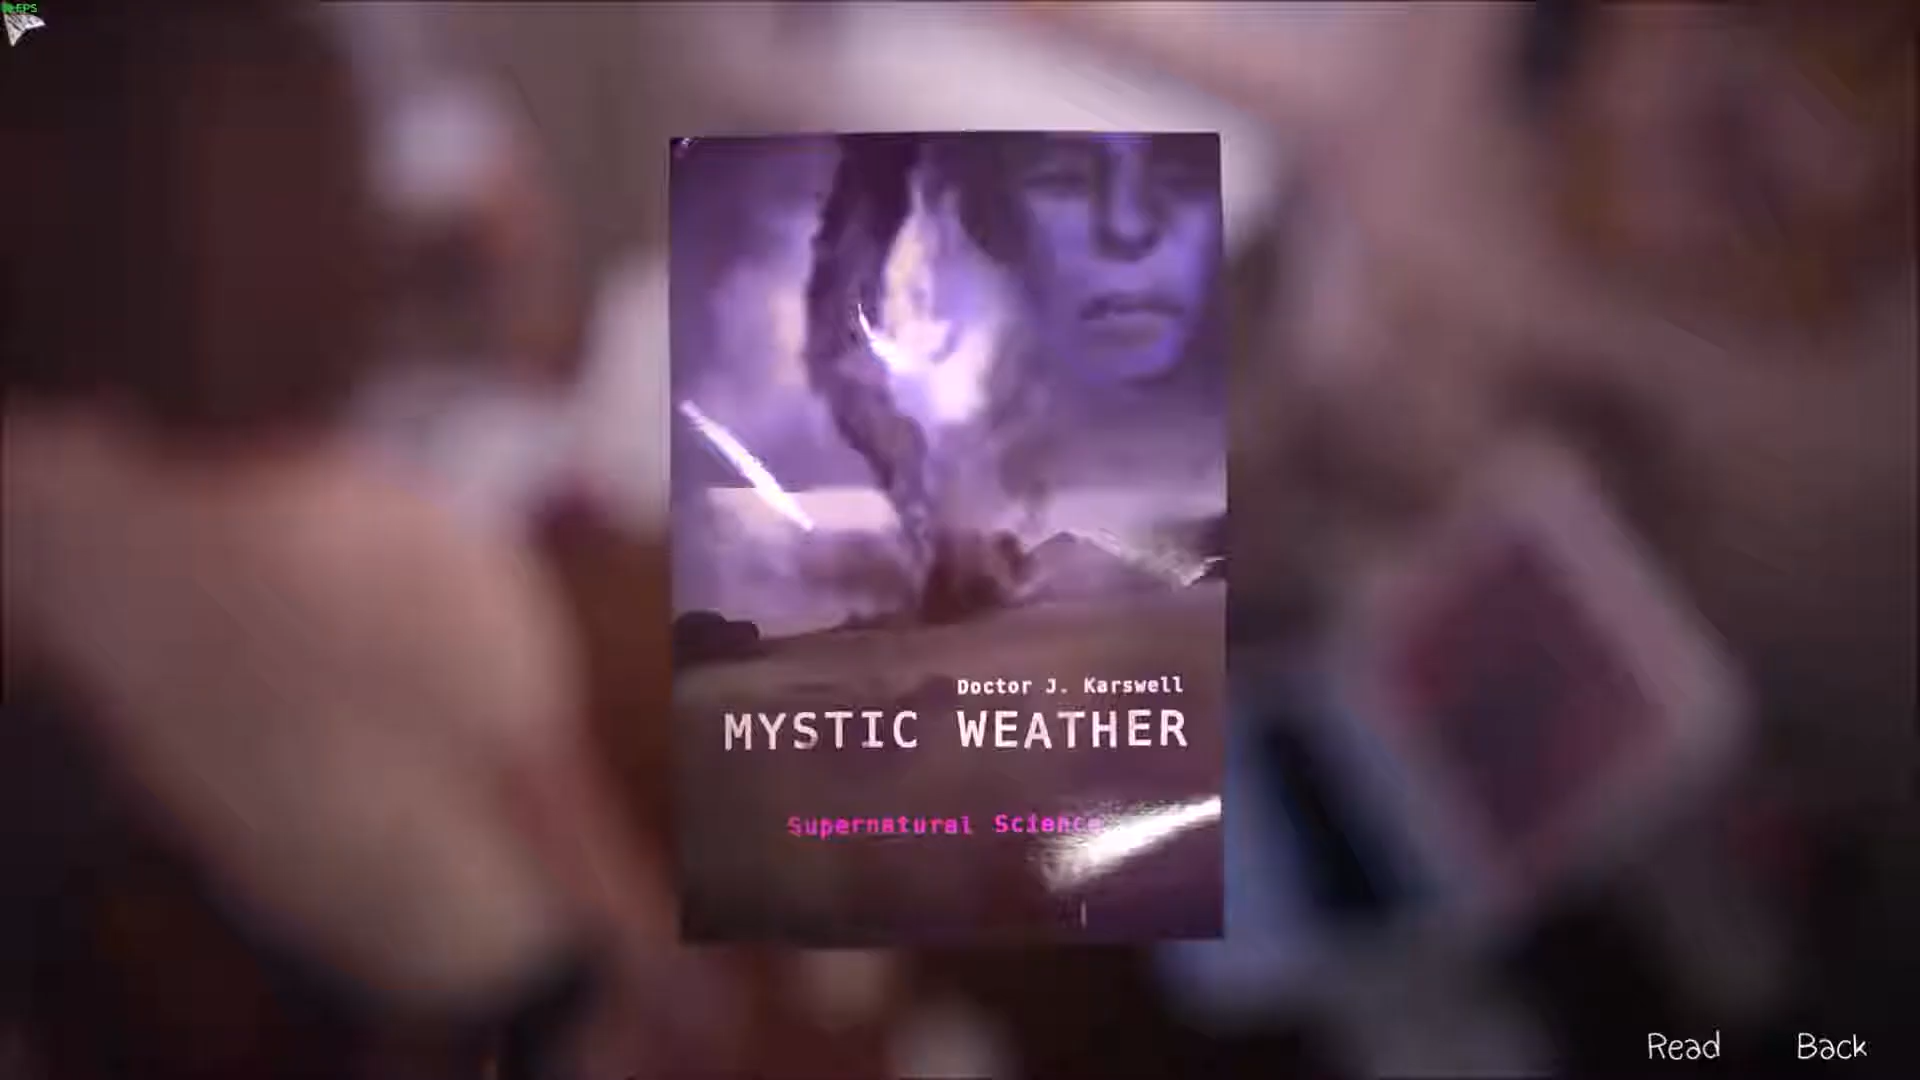 Doctor J. Karswell
MYSTIC WEATHER
Supernatural Science
Read
Back